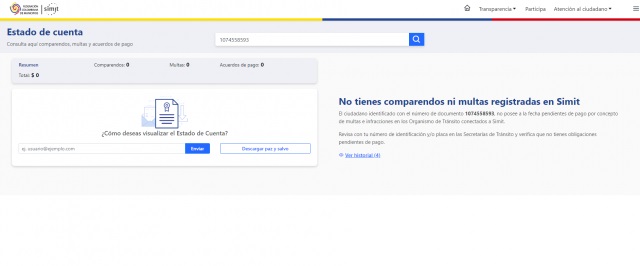 FEDERACIÓN
COLOMBIANA
DE MUNICIPIOS
simit
Transparencia
Participa
Atención al ciudadano
Estado de cuenta
Consulta aquí comparendos, multas y acuerdos de pago
1074558593
Resumen
Comparendos: 0
Multas: 0
Acuerdos de pago: 0
Total: $ 0
¿Cómo deseas visualizar el Estado de Cuenta?
ej. usuario@ejemplo.com
Enviar
Descargar paz y salvo
No tienes comparendos ni multas registradas en Simit
El ciudadano identificado con el número de documento 1074558593, no posee a la fecha pendientes de pago por concepto
de multas e infracciones en los Organismo de Tránsito conectados a Simit.
Revisa con tu número de identificación y/o placa en las Secretarías de Tránsito y verifica que no tienes obligaciones
pendientes de pago.
Ver historial (4)